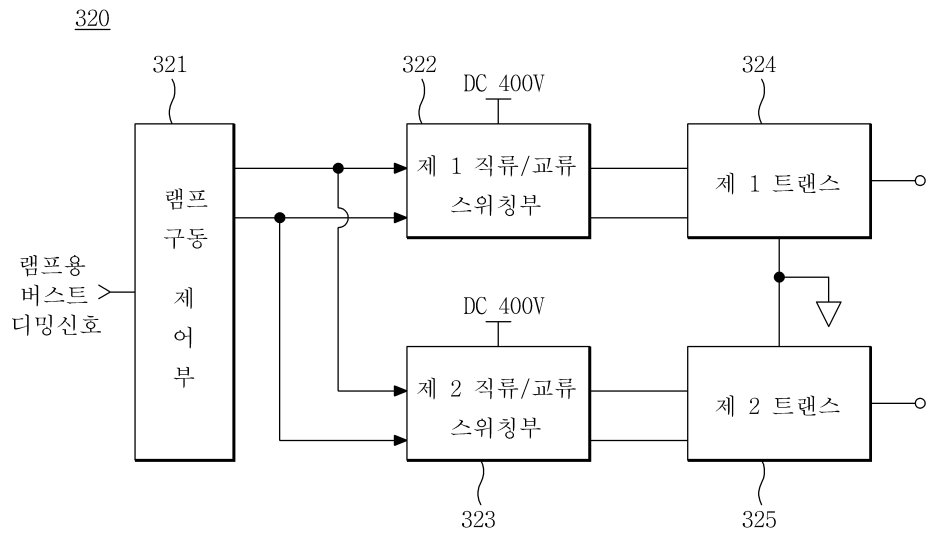 320
321
322
324
DC 400V
램프
구동
제
어
부
제 1 직류/교류
스위칭부
제 1 트랜스
램프용
버스트
디밍신호
DC 400V
제 2 직류/교류
스위칭부
제 2 트랜스
323
325